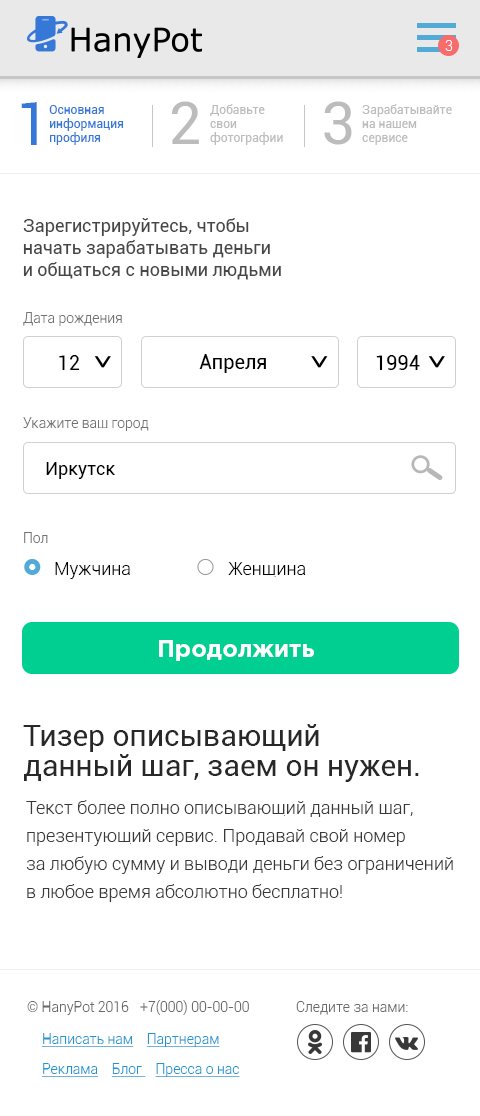 HanyPot
3
1 Основная
информация
профиля
2 Добавьте
свои
фотографии
3 Зарабатывайте
на нашем
сервисе
Зарегистрируйтесь, чтобы
начать зарабатывать деньги
и общаться с новыми людьми
Дата рождения
12 Апреля 1994
Укажите ваш город
Иркутск
Пол
Мужчина Женщина
Продолжить
Тизер описывающий
данный шаг, заем он нужен.
Текст более полно описывающий данный шаг,
презентующий сервис. Продавай свой номер
за любую сумму и выводи деньги без ограничений
в любое время абсолютно бесплатно!
© HanyPot 2016 +7(000) 00-00-00 Следите за нами:
Написать нам Партнерам
Реклама Блог Пресса о нас